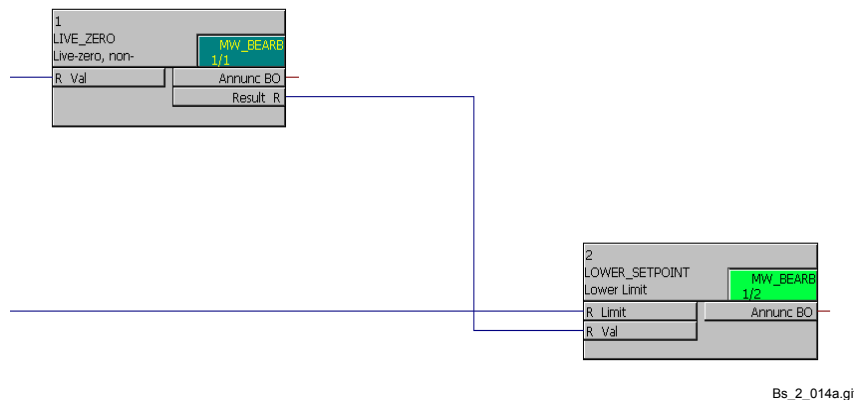 1
LIVE_ZERO
Live-zero, non-
MW_BEARB
1/1
R Val
Annunc BO
Result R
2
LOWER_SETPOINT
Lower Limit
MW_BEARB
1/2
R Limit
Annunc BO
R Val
Bs_2_014a.gi